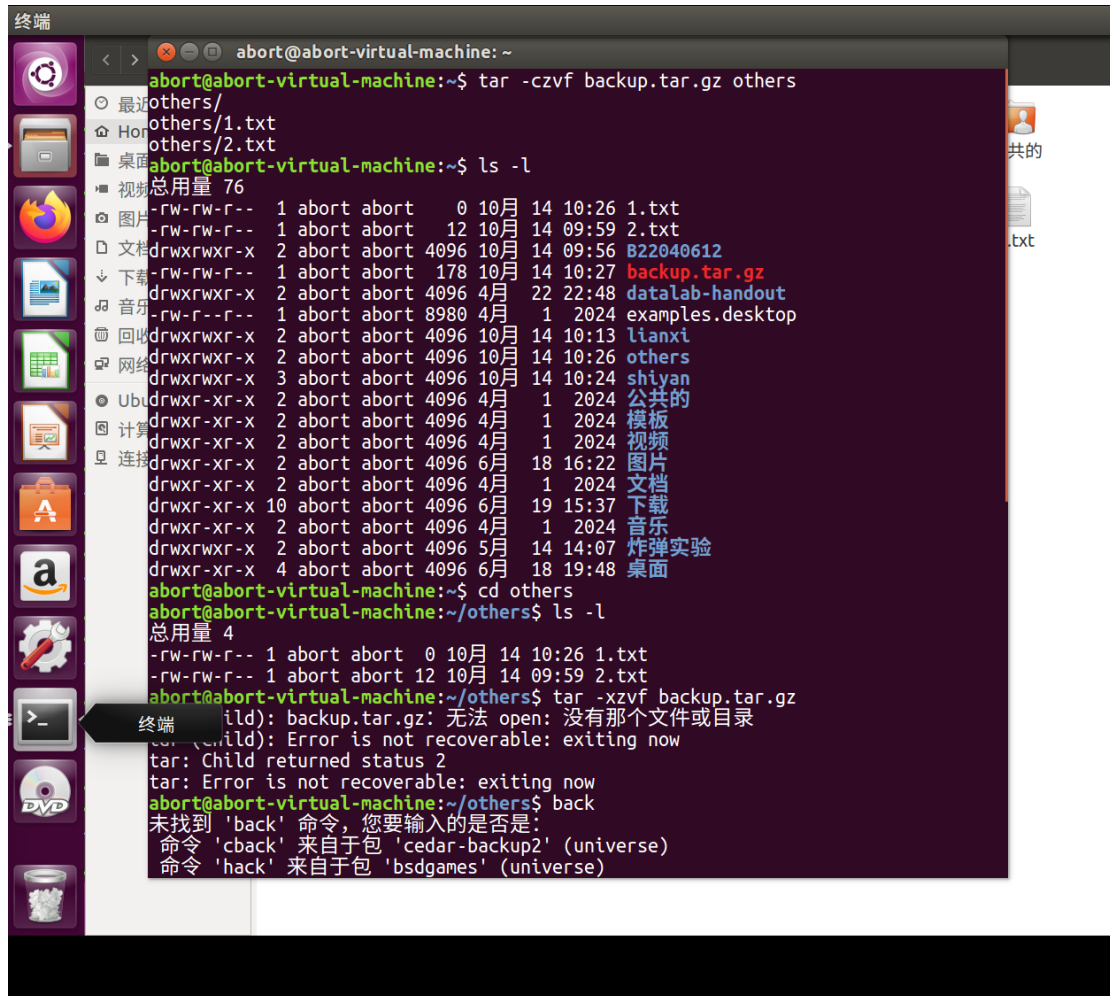 终端
abort@abort-virtual-machine: ~
abort@abort-virtual-machine:~$ tar -czvf backup.tar.gz others
others/
others/1.txt
others/2.txt
abort@abort-virtual-machine:~$ ls -l
总用量 76
-rw-rw-r--  1 abort abort    0 10月 14 10:26 1.txt
-rw-rw-r--  1 abort abort   12 10月 14 09:59 2.txt
drwxrwxr-x  2 abort abort 4096 10月 14 09:56 B22040612
-rw-rw-r--  1 abort abort  178 10月 14 10:27 backup.tar.gz
drwxrwxr-x  2 abort abort 4096 4月  22 22:48 datalab-handout
-rw-r--r--  1 abort abort 8980 4月   1  2024 examples.desktop
drwxrwxr-x  2 abort abort 4096 10月 14 10:13 lianxi
drwxrwxr-x  2 abort abort 4096 10月 14 10:26 others
drwxrwxr-x  3 abort abort 4096 10月 14 10:24 shiyan
drwxr-xr-x  2 abort abort 4096 4月   1  2024 公共的
drwxr-xr-x  2 abort abort 4096 4月   1  2024 模板
drwxr-xr-x  2 abort abort 4096 4月   1  2024 视频
drwxr-xr-x  2 abort abort 4096 6月  18 16:22 图片
drwxr-xr-x  2 abort abort 4096 4月   1  2024 文档
drwxr-xr-x 10 abort abort 4096 6月  19 15:37 下载
drwxr-xr-x  2 abort abort 4096 4月   1  2024 音乐
drwxrwxr-x  2 abort abort 4096 5月  14 14:07 炸弹实验
drwxr-xr-x  4 abort abort 4096 6月  18 19:48 桌面
abort@abort-virtual-machine:~$ cd others
abort@abort-virtual-machine:~/others$ ls -l
总用量 4
-rw-rw-r-- 1 abort abort  0 10月 14 10:26 1.txt
-rw-rw-r-- 1 abort abort 12 10月 14 09:59 2.txt
abort@abort-virtual-machine:~/others$ tar -xzvf backup.tar.gz
ild): backup.tar.gz: 无法 open: 没有那个文件或目录
tar (child): Error is not recoverable: exiting now
tar: Child returned status 2
tar: Error is not recoverable: exiting now
abort@abort-virtual-machine:~/others$ back
未找到 'back' 命令，您要输入的是否是：
命令 'cback' 来自于包 'cedar-backup2' (universe)
命令 'hack' 来自于包 'bsdgames' (universe)
最近
Hom
桌面
视频
图片
文档
下载
音乐
回收
网络
Ubu
计算
连接
终端
共的
.txt
DVD